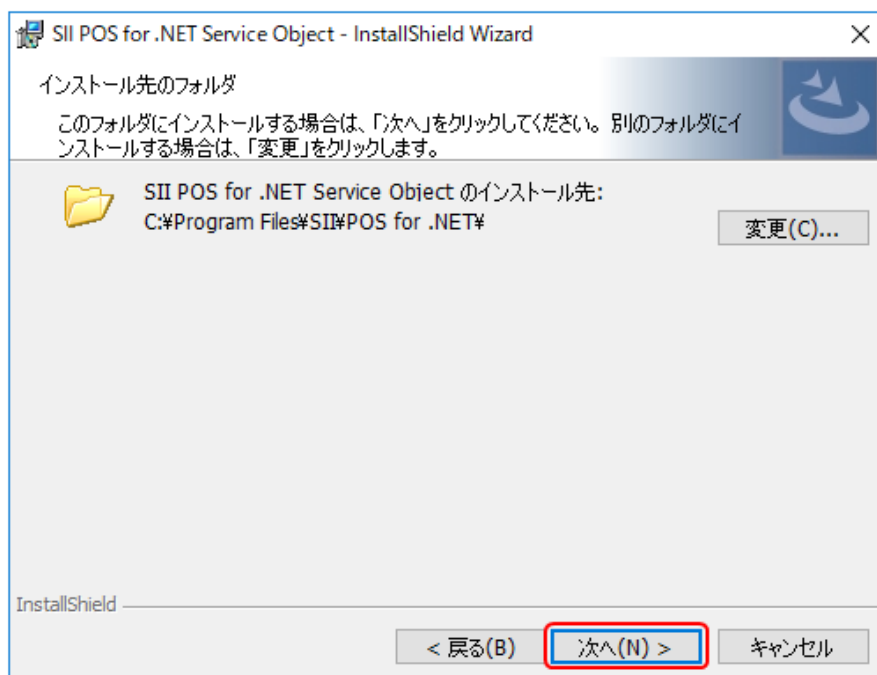 SII POS for .NET Service Object - InstallShield Wizard
インストール先のフォルダ
このフォルダにインストールする場合は、「次へ」をクリックしてください。別のフォルダにイ
ンストールする場合は、「変更」をクリックします。
SII POS for .NET Service Object のインストール先:
C:¥Program Files¥SII¥POS for .NET¥
変更(C)...
InstallShield
< 戻る(B)
次へ(N) >
キャンセル